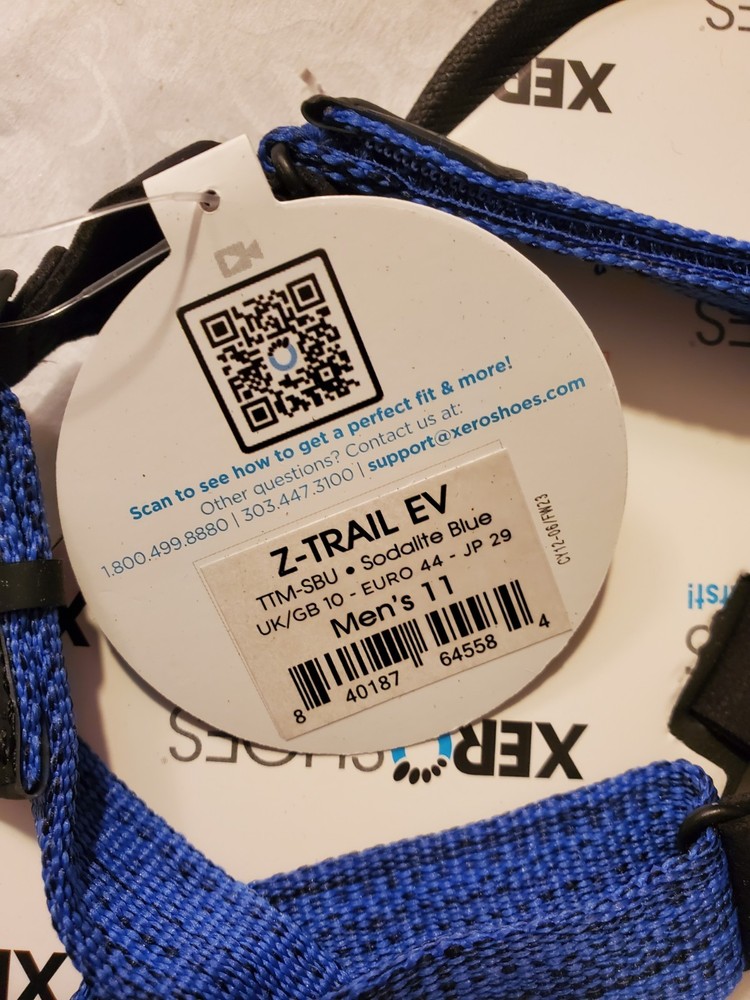 XERO
SHOES
Scan to see how to get a perfect fit & more!
Other questions? Contact us at:
1.800.499.8880 | 303.447.3100 | support@xeroshoes.com
Z-TRAIL EV
TTM-SBU • Sodalite Blue
UK/GB 10 - EURO 44 - JP 29
Men's 11
8 40187 64558 4
CY12-06/FW23
XERO SHOES